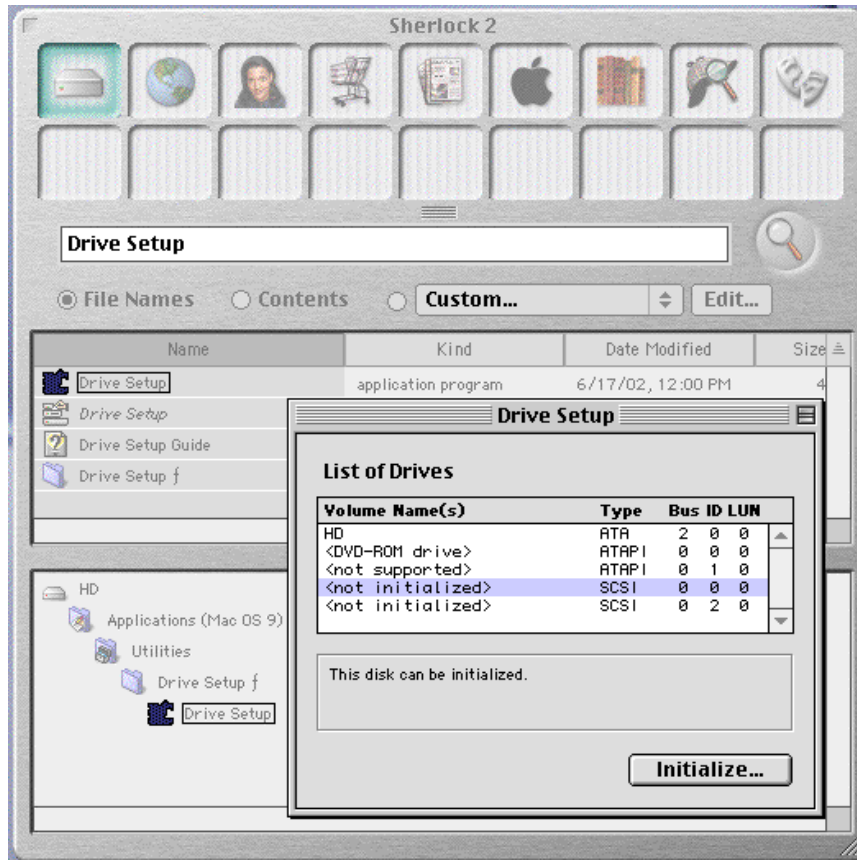 Sherlock 2
Drive Setup
File Names Contents Custom... Edit...
Name Kind Date Modified Size
Drive Setup application program 6/17/02, 12:00 PM 4
Drive Setup
Drive Setup Guide
Drive Setup ƒ
HD
Applications (Mac OS 9)
Utilities
Drive Setup ƒ
Drive Setup
Drive Setup
List of Drives
Volume Name(s) Type Bus ID LUN
HD ATA 2 0 0
<DVD-ROM drive> ATAPI 0 0 0
<not supported> ATAPI 0 1 0
<not initialized> SCSI 0 0 0
<not initialized> SCSI 0 2 0
This disk can be initialized.
Initialize...